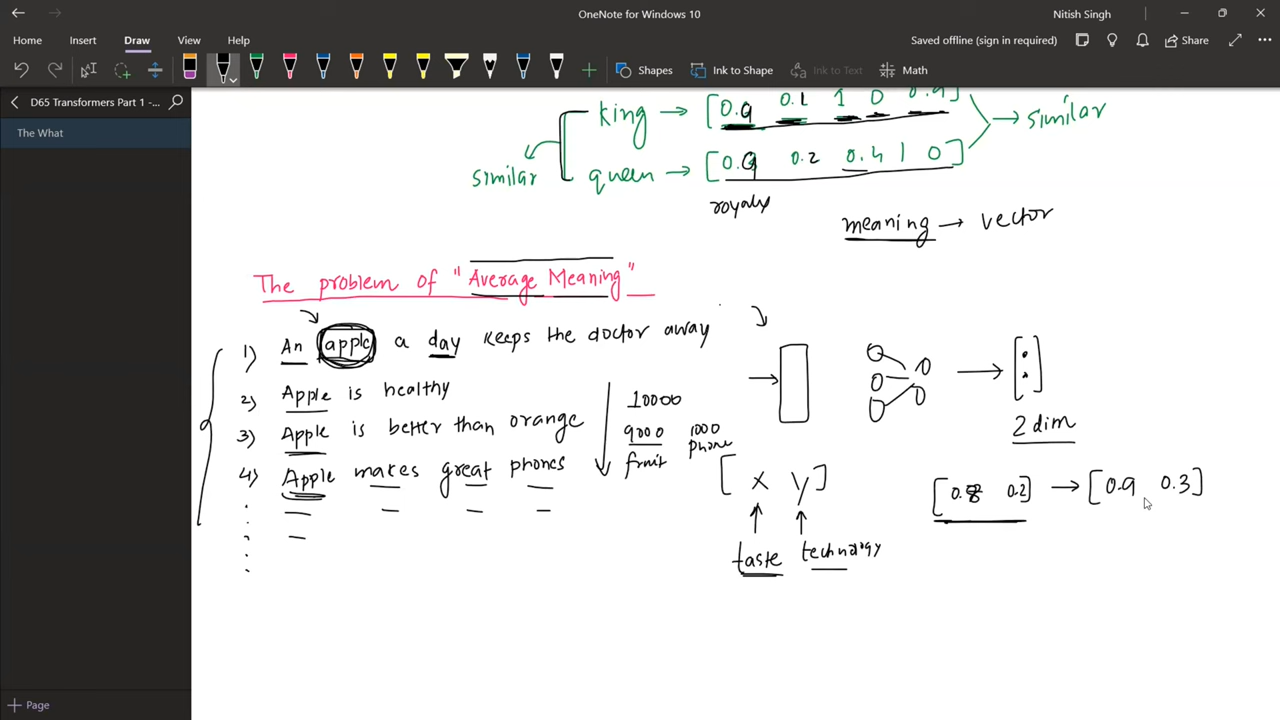 OneNote for Windows 10
Nitish Singh
Home Insert Draw View Help
Saved offline (sign in required)
Share
Shapes
Ink to Shape
Ink to Text
Math
D65 Transformers Part 1 -...
The What
king → [0.9 0.1 1 0 0.9]
→ similar
similar
queen → [0.9 0.2 0.4 1 0]
royalty
meaning → vector
The problem of "Average Meaning"
1) An apple a day keeps the doctor away
2) Apple is healthy
3) Apple is better than orange
4) Apple makes great phones
10000
9000 1000
fruit phone
2 dim
[x y]
taste technology
[0.8 0.2] → [0.9 0.3]
Page